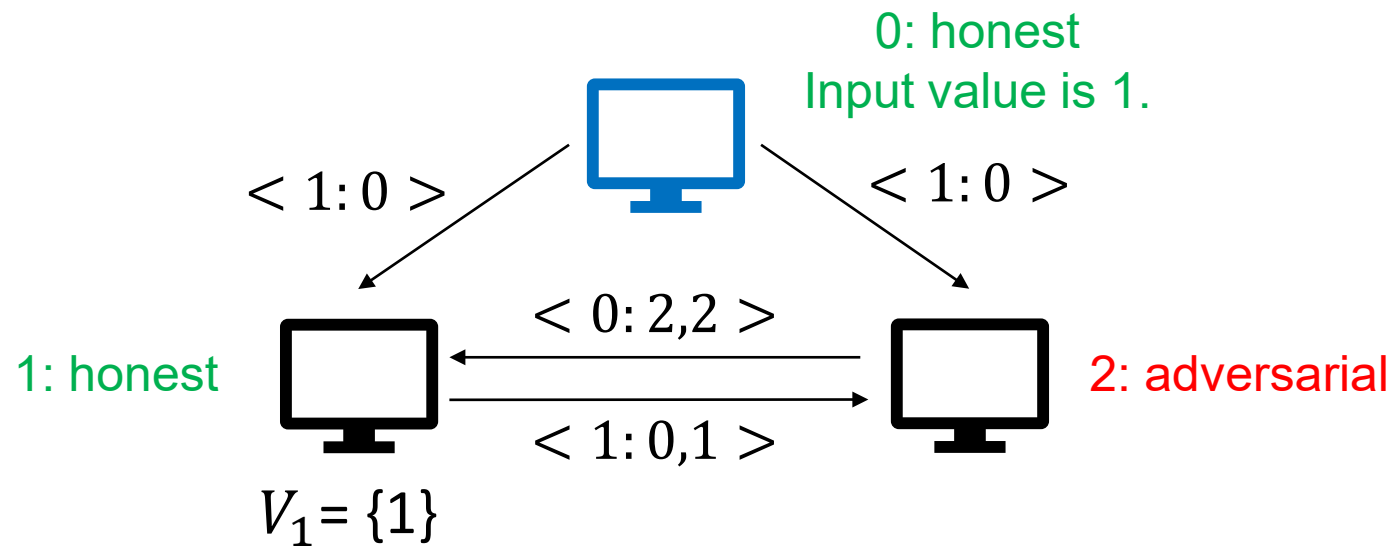 0: honest
Input value is 1.
< 1: 0 >
< 1: 0 >
< 0: 2,2 >
1: honest
2: adversarial
< 1: 0,1 >
V₁= {1}